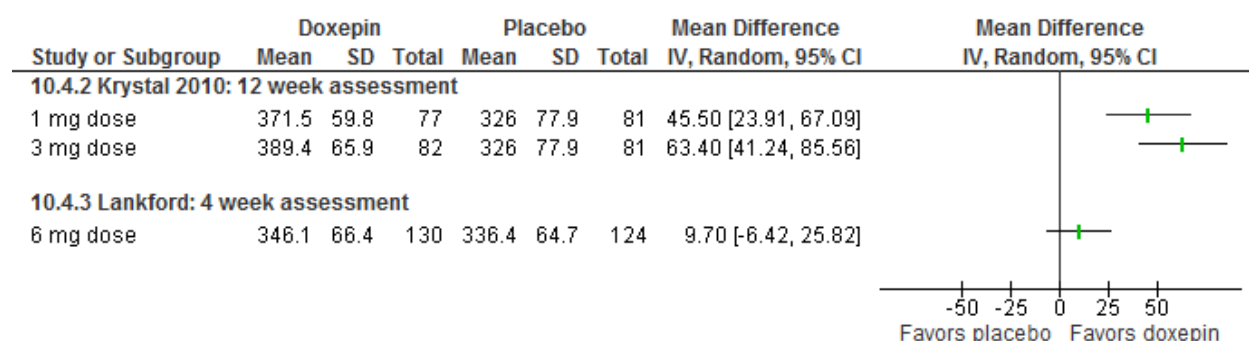 Doxepin Placebo Mean Difference Mean Difference
Study or Subgroup Mean SD Total Mean SD Total IV, Random, 95% CI IV, Random, 95% CI
10.4.2 Krystal 2010: 12 week assessment
1 mg dose 371.5 59.8 77 326 77.9 81 45.50 [23.91, 67.09]
3 mg dose 389.4 65.9 82 326 77.9 81 63.40 [41.24, 85.56]
10.4.3 Lankford: 4 week assessment
6 mg dose 346.1 66.4 130 336.4 64.7 124 9.70 [-6.42, 25.82]
-50 -25 0 25 50
Favors placebo Favors doxepin